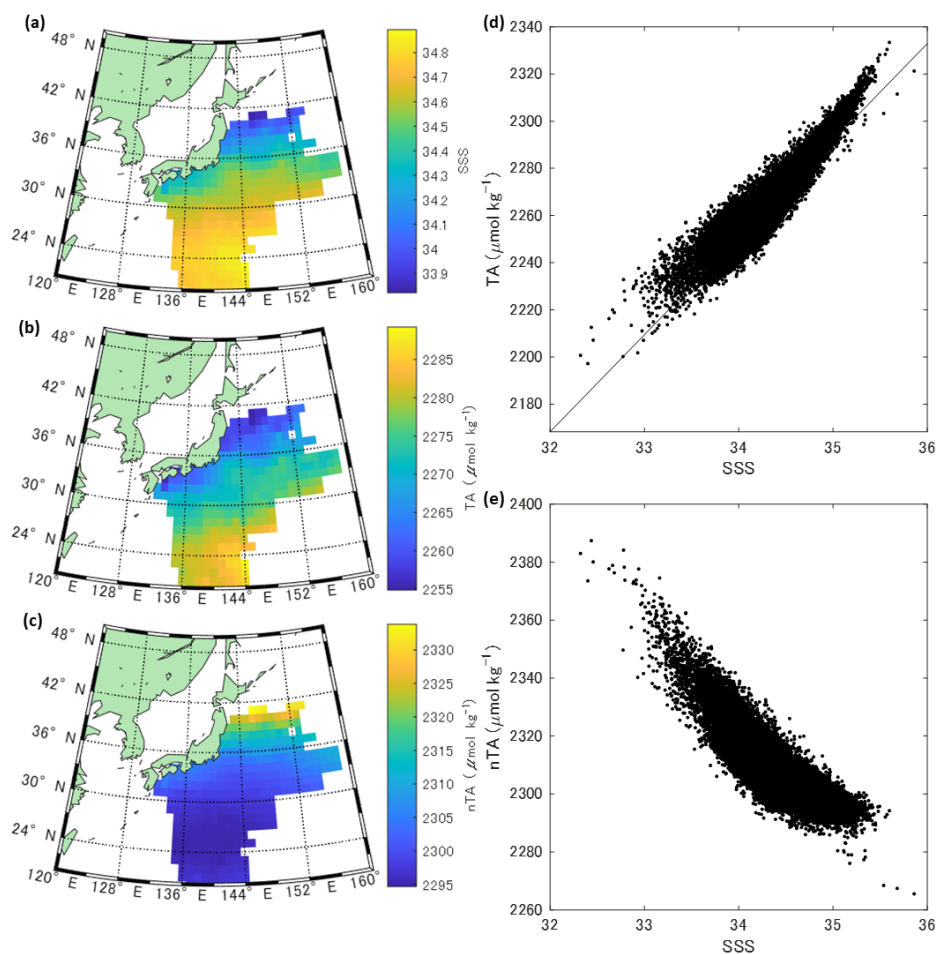 (a)
48° N
42° N
36° N
30° N
24° N
120° E 128° 136° E 144° E 152° E 160°
34.8
34.7
34.6
34.5
34.4
34.3
34.2
34.1
34
33.9
SSS
(b)
48° N
42° N
36° N
30° N
24° N
120° E 128° 136° E 144° E 152° E 160°
2285
2280
2275
2270
2265
2260
2255
TA ( μmol kg⁻¹)
(c)
48° N
42° N
36° N
30° N
24° N
120° E 128° 136° E 144° E 152° E 160°
2330
2325
2320
2315
2310
2305
2300
2295
nTA ( μmol kg⁻¹)
(d)
2340
2320
2300
2280
2260
2240
2220
2200
2180
TA ( μmol kg⁻¹)
32 33 34 35 36
SSS
(e)
2400
2380
2360
2340
2320
2300
2280
2260
nTA ( μmol kg⁻¹)
32 33 34 35 36
SSS